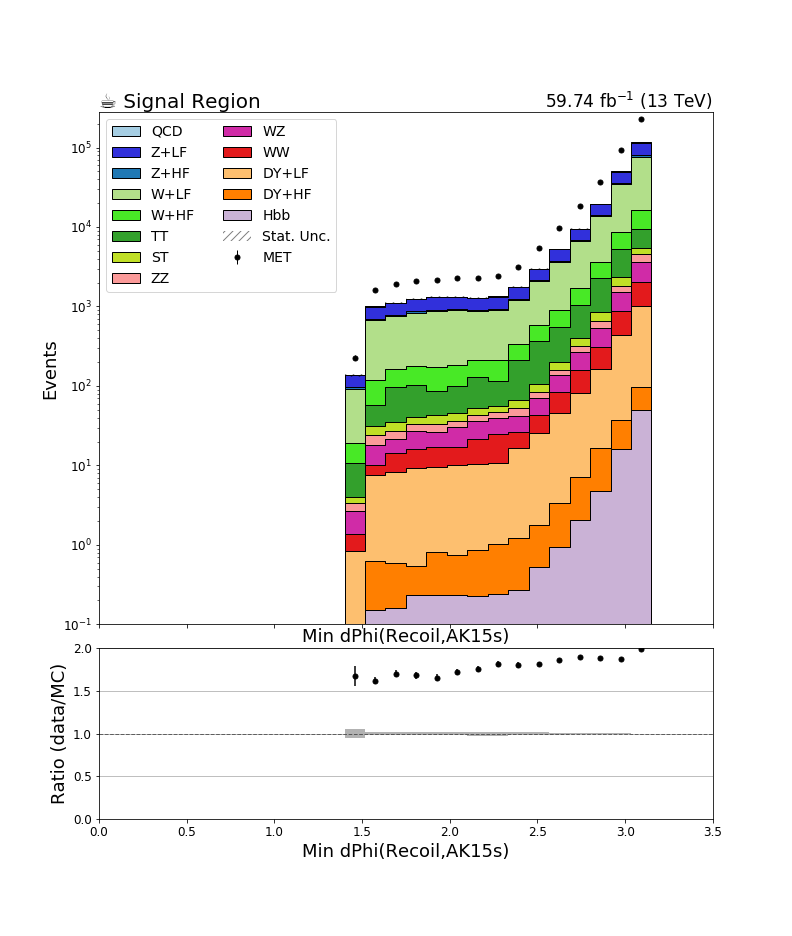 ☕ Signal Region 59.74 fb⁻¹ (13 TeV)
QCD
Z+LF
Z+HF
W+LF
W+HF
TT
ST
ZZ
WZ
WW
DY+LF
DY+HF
Hbb
Stat. Unc.
MET
Events
10⁵
10⁴
10³
10²
10¹
10⁰
10⁻¹
Min dPhi(Recoil,AK15s)
Ratio (data/MC)
2.0
1.5
1.0
0.5
0.0
0.0 0.5 1.0 1.5 2.0 2.5 3.0 3.5
Min dPhi(Recoil,AK15s)